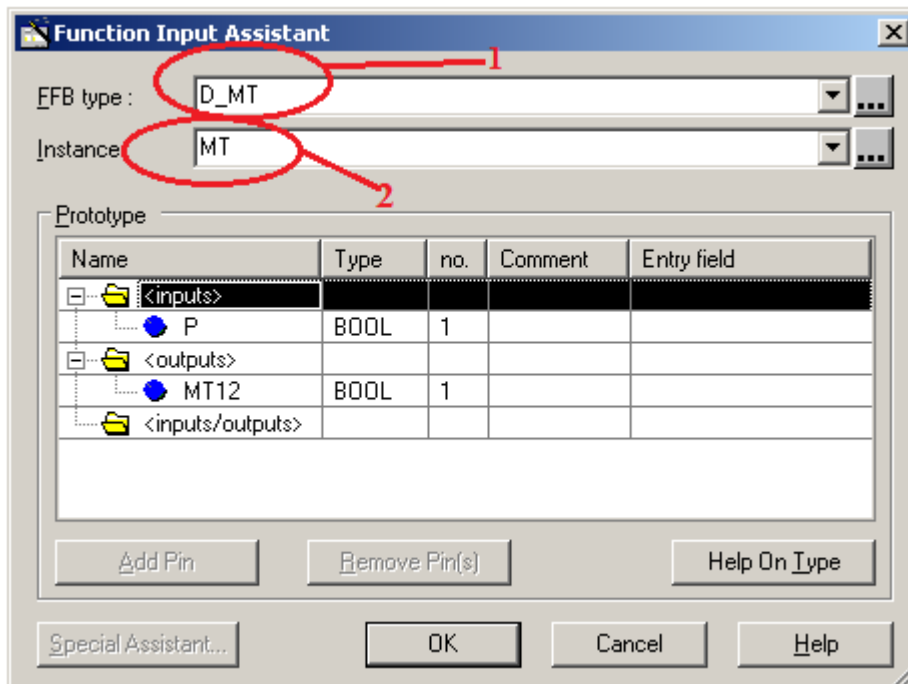 Function Input Assistant
1
FFB type : D_MT ...
Instance MT ...
2
Prototype
Name Type no. Comment Entry field
<inputs>
P BOOL 1
<outputs>
MT12 BOOL 1
<inputs/outputs>
Add Pin Remove Pin(s) Help On Type
Special Assistant... OK Cancel Help